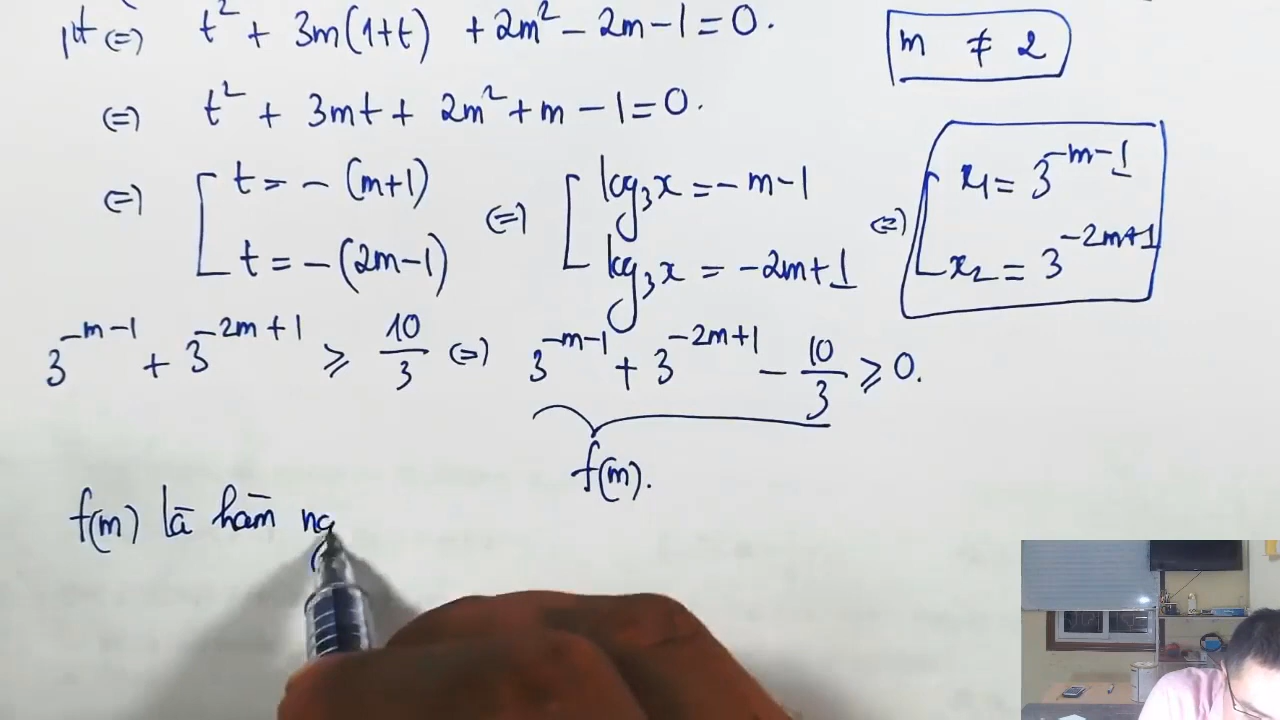 pt ⇔ t² + 3m(1+t) + 2m² − 2m − 1 = 0.
m ≠ 2
⇔ t² + 3mt + 2m² + m − 1 = 0.
⇔ [ t = − (m+1) ⇔ [ log₃x = −m−1 ⇔ [ x₁ = 3^{−m−1}
t = − (2m−1) log₃x = −2m+1 x₂ = 3^{−2m+1}
3^{−m−1} + 3^{−2m+1} ⩾ 10/3 ⇔ 3^{−m−1} + 3^{−2m+1} − 10/3 ⩾ 0.
f(m).
f(m) là hàm ng